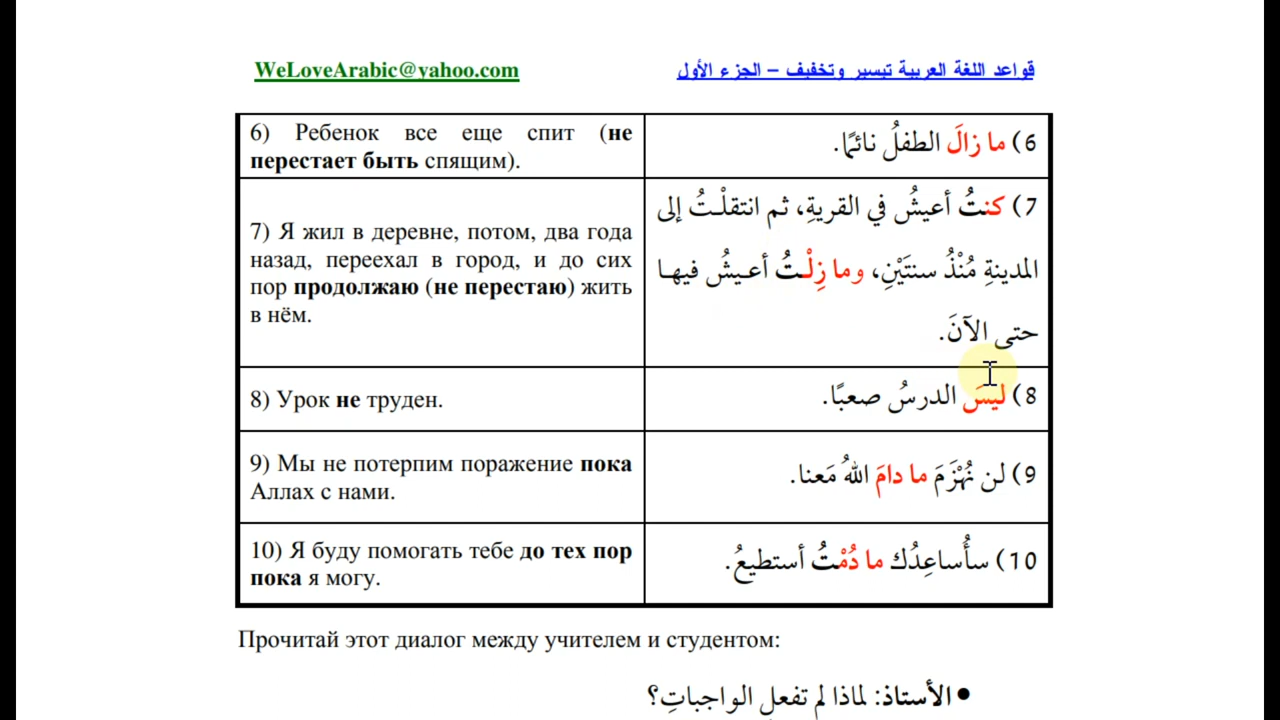 WeLoveArabic@yahoo.com
قواعد اللغة العربية تيسير وتخفيف – الجزء الأول
6) Ребенок все еще спит (не
перестает быть спящим).
6) ما زالَ الطفلُ نائمًا.
7) Я жил в деревне, потом, два года
назад, переехал в город, и до сих
пор продолжаю (не перестаю) жить
в нём.
7) كنتُ أعيشُ في القريةِ، ثم انتقلْتُ إلى
المدينةِ مُنْذُ سنتَيْنِ، وما زِلْتُ أعيشُ فيها
حتى الآنَ.
8) Урок не труден.
8) ليسَ الدرسُ صعبًا.
9) Мы не потерпим поражение пока
Аллах с нами.
9) لن نُهْزَمَ ما دامَ اللهُ مَعنا.
10) Я буду помогать тебе до тех пор
пока я могу.
10) سأُساعِدُك ما دُمْتُ أستطيعُ.
Прочитай этот диалог между учителем и студентом:
• الأستاذ: لماذا لم تفعلِ الواجباتِ؟